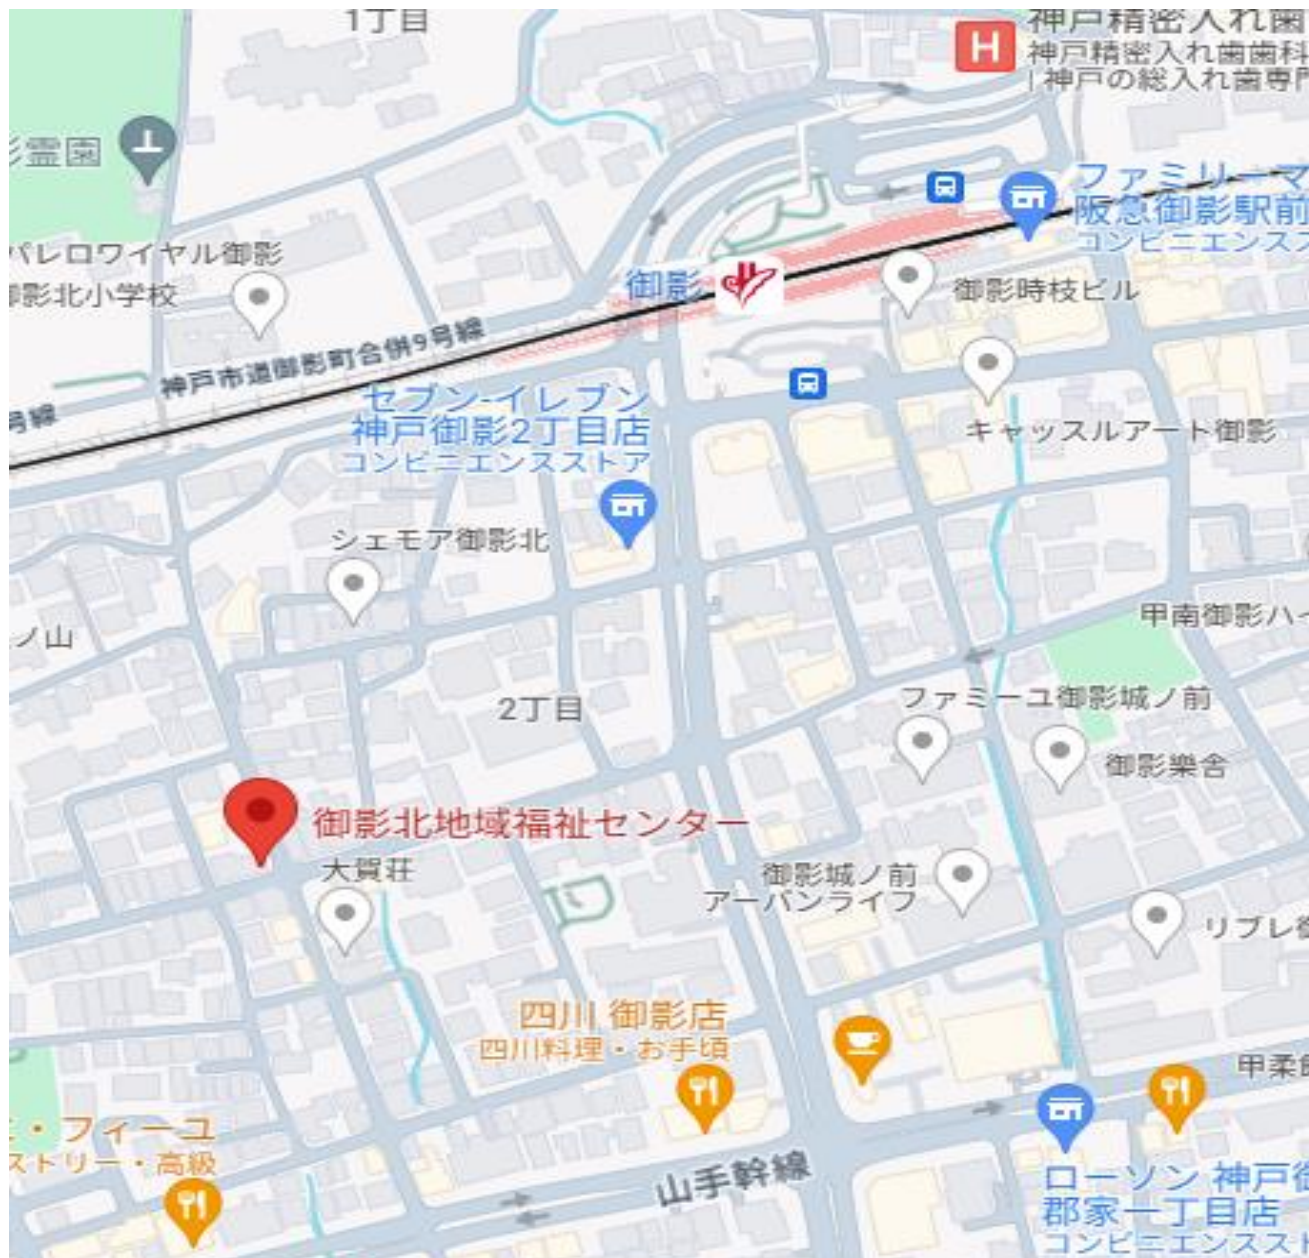 1丁目
神戸精密入れ歯
神戸精密入れ歯歯科
|神戸の総入れ歯専門
H
霊園
ファミリーマ
阪急御影駅前
コンビニエンスス
パレロワイヤル御影
御影北小学校
御影
御影時枝ビル
神戸市道御影町合併9号線
号線
セブン-イレブン
神戸御影2丁目店
コンビニエンスストア
キャッスルアート御影
シェモア御影北
ノ山
甲南御影ハイ
2丁目
ファミーユ御影城ノ前
御影樂舎
御影北地域福祉センター
大賀荘
御影城ノ前
アーバンライフ
リブレ御
四川 御影店
四川料理・お手頃
甲柔
・フィーユ
ストリー・高級
山手幹線
ローソン 神戸御
郡家一丁目店
コンビニエンススト